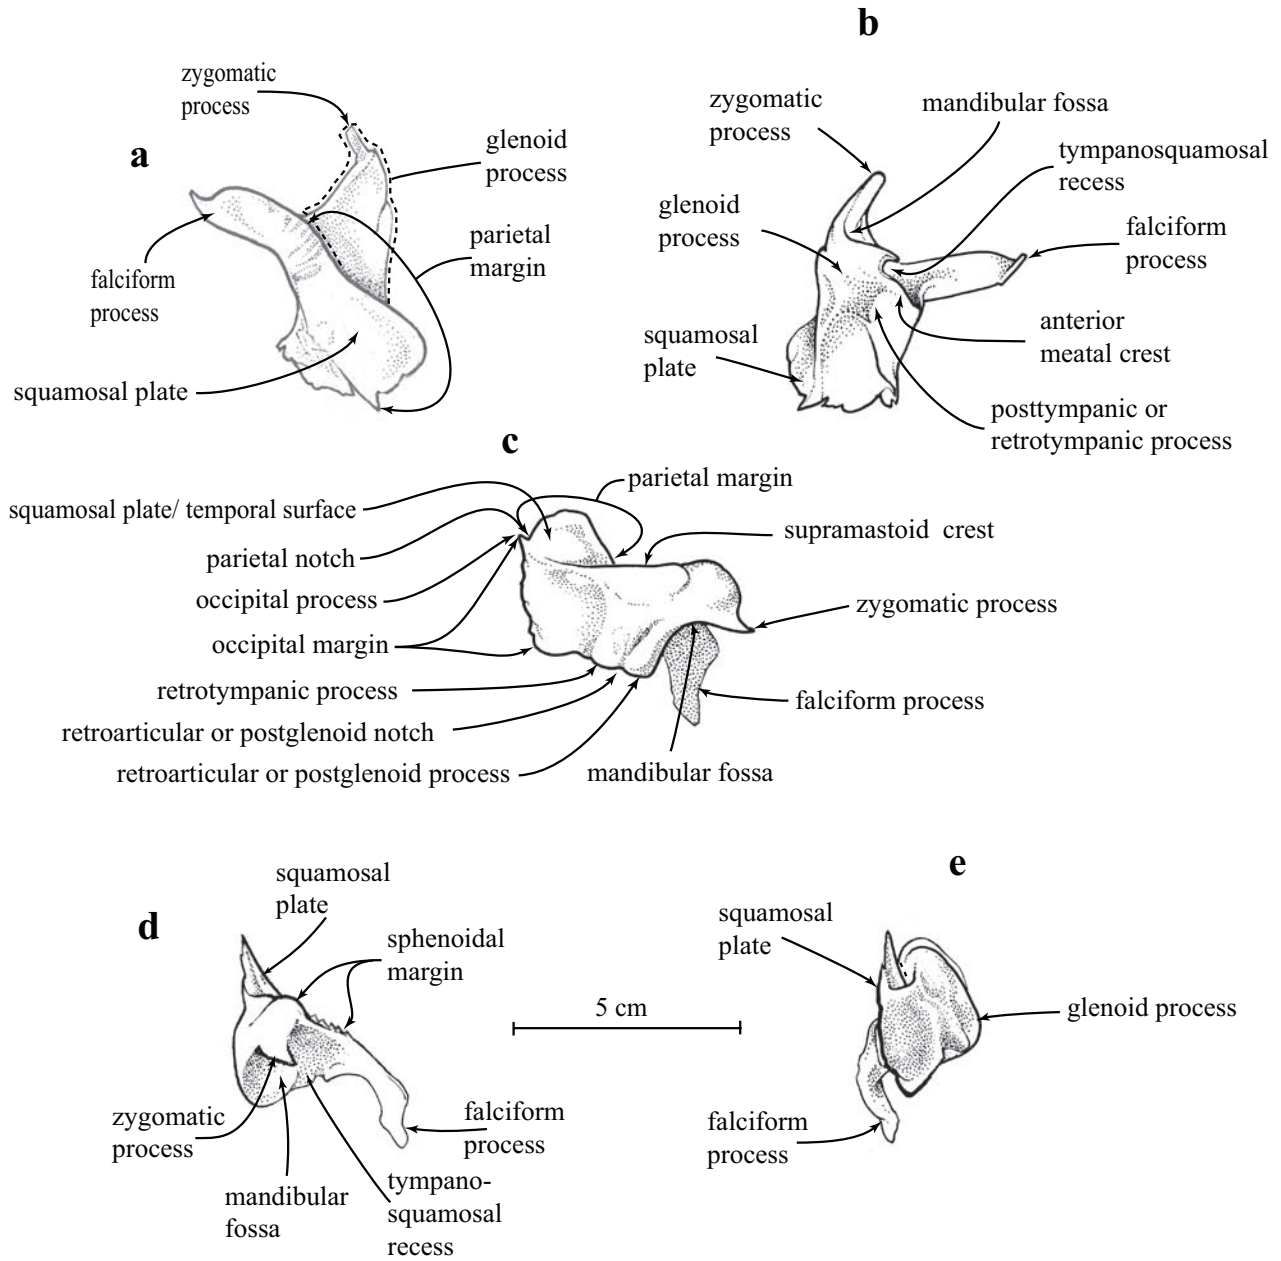 a
zygomatic
process
glenoid
process
parietal
margin
falciform
process
squamosal plate
b
zygomatic
process
mandibular fossa
tympanosquamosal
recess
glenoid
process
falciform
process
squamosal
plate
anterior
meatal crest
posttympanic or
retrotympanic process
c
parietal margin
squamosal plate/ temporal surface
supramastoid crest
parietal notch
occipital process
zygomatic process
occipital margin
retrotympanic process
falciform process
retroarticular or postglenoid notch
retroarticular or postglenoid process
mandibular fossa
d
squamosal
plate
sphenoidal
margin
zygomatic
process
falciform
process
mandibular
fossa
tympano-
squamosal
recess
5 cm
e
squamosal
plate
glenoid process
falciform
process